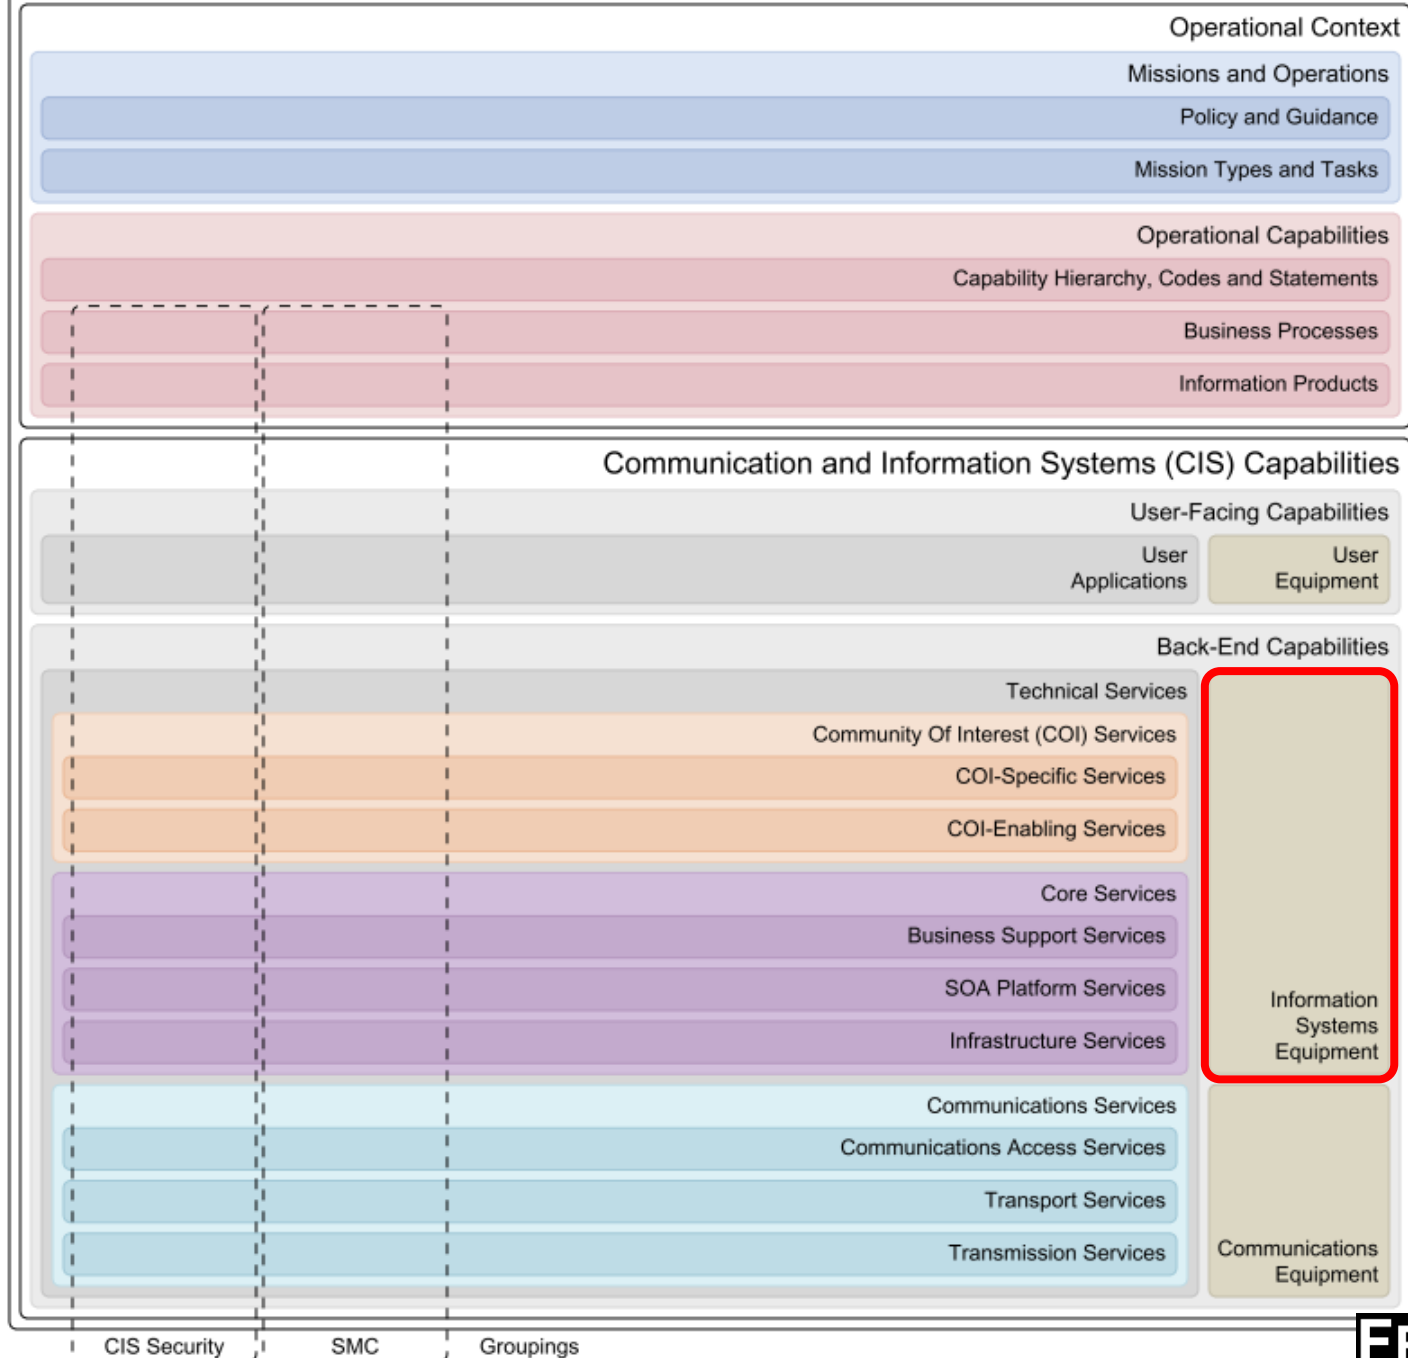 Operational Context
Missions and Operations
Policy and Guidance
Mission Types and Tasks
Operational Capabilities
Capability Hierarchy, Codes and Statements
Business Processes
Information Products
Communication and Information Systems (CIS) Capabilities
User-Facing Capabilities
User
Applications
User
Equipment
Back-End Capabilities
Technical Services
Community Of Interest (COI) Services
COI-Specific Services
COI-Enabling Services
Core Services
Business Support Services
SOA Platform Services
Infrastructure Services
Information
Systems
Equipment
Communications Services
Communications Access Services
Transport Services
Transmission Services
Communications
Equipment
CIS Security
SMC
Groupings